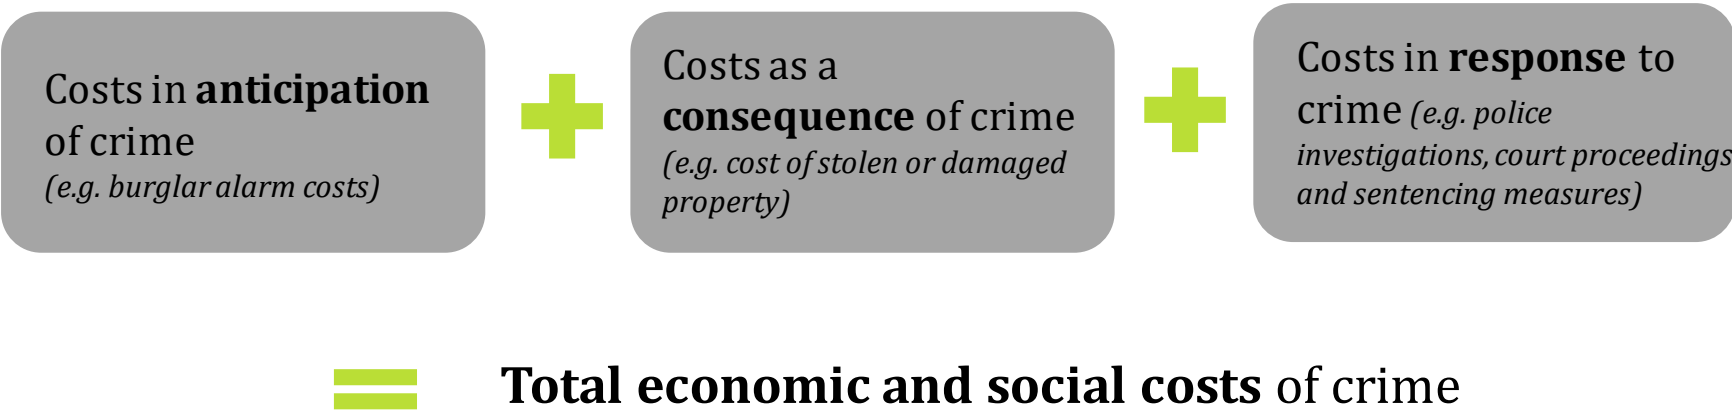 Costs in anticipation
of crime
(e.g. burglar alarm costs)
Costs as a
consequence of crime
(e.g. cost of stolen or damaged
property)
Costs in response to
crime (e.g. police
investigations, court proceedings
and sentencing measures)
Total economic and social costs of crime